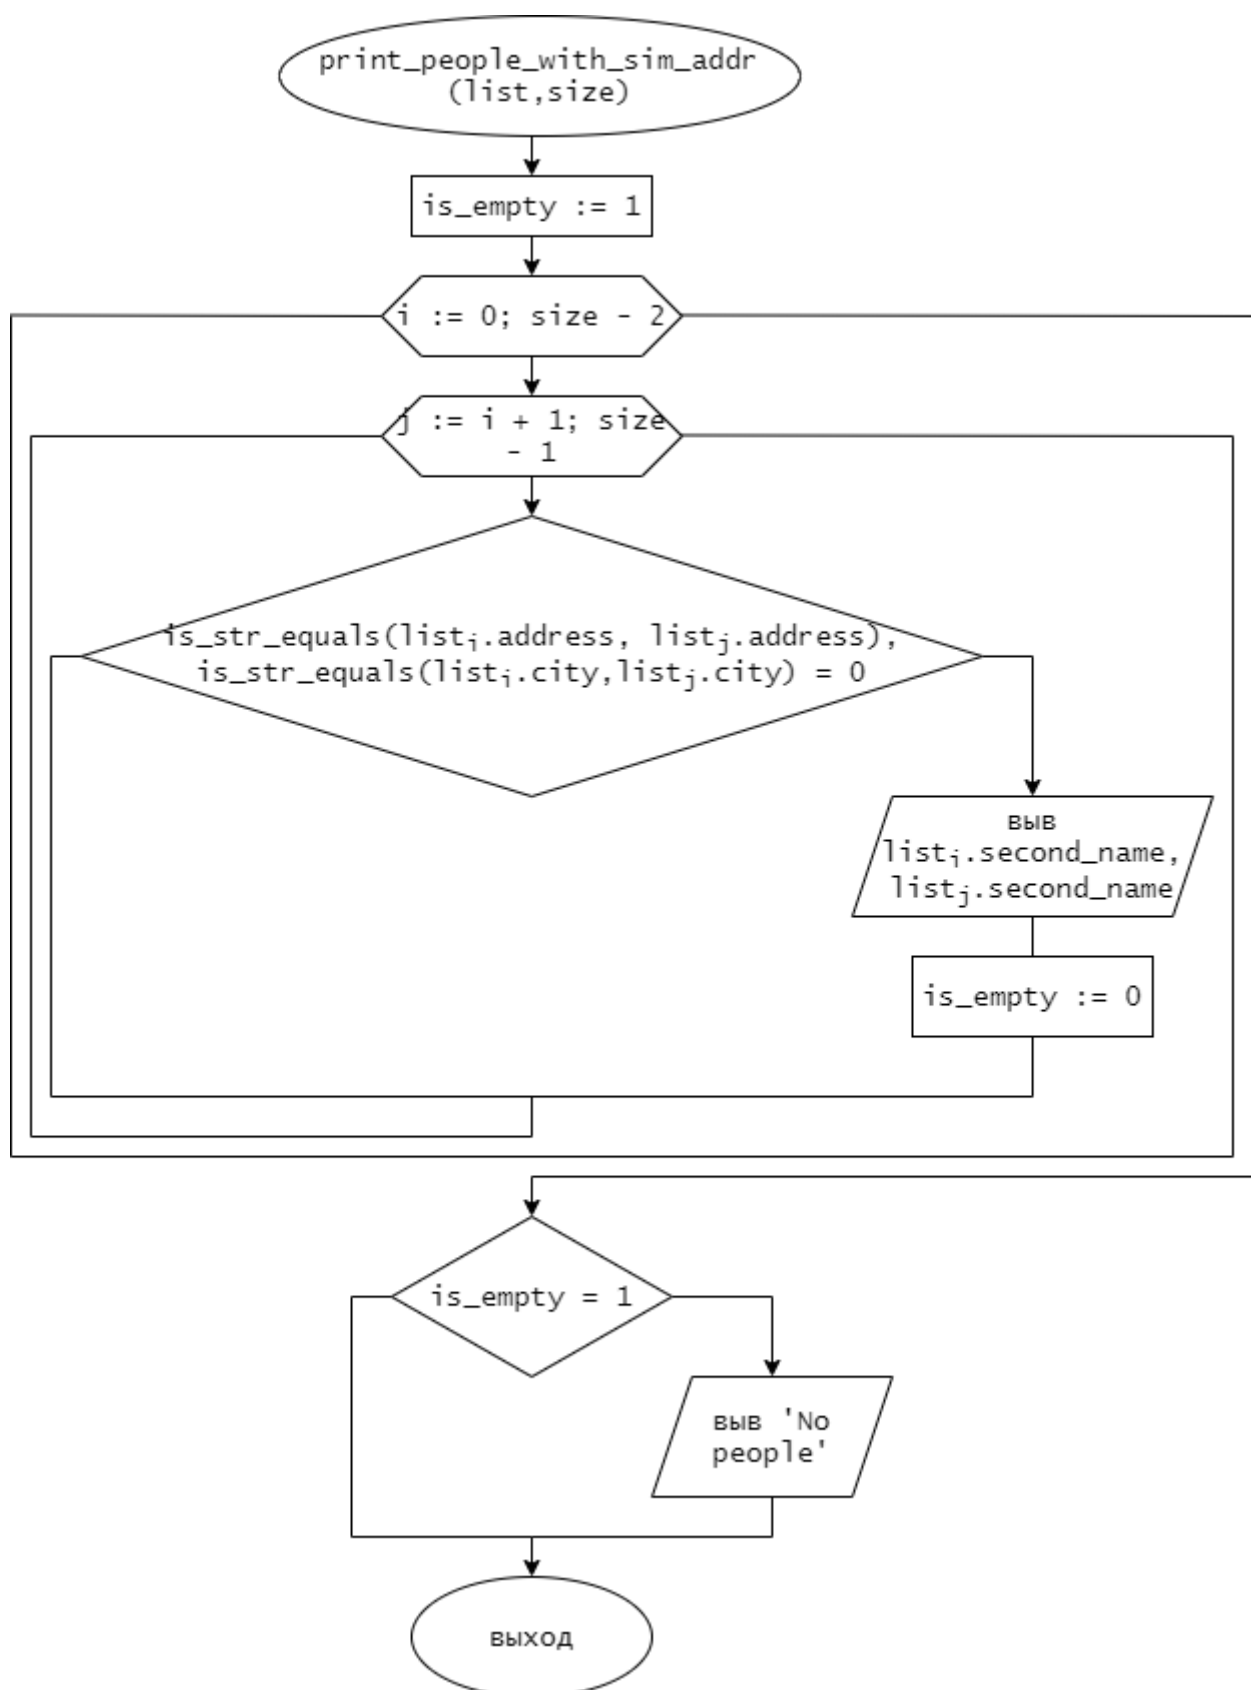 print_people_with_sim_addr
(list,size)
is_empty := 1
i := 0; size - 2
j := i + 1; size
- 1
is_str_equals(listᵢ.address, listⱼ.address),
is_str_equals(listᵢ.city,listⱼ.city) = 0
выв
listᵢ.second_name,
listⱼ.second_name
is_empty := 0
is_empty = 1
выв 'No
people'
выход